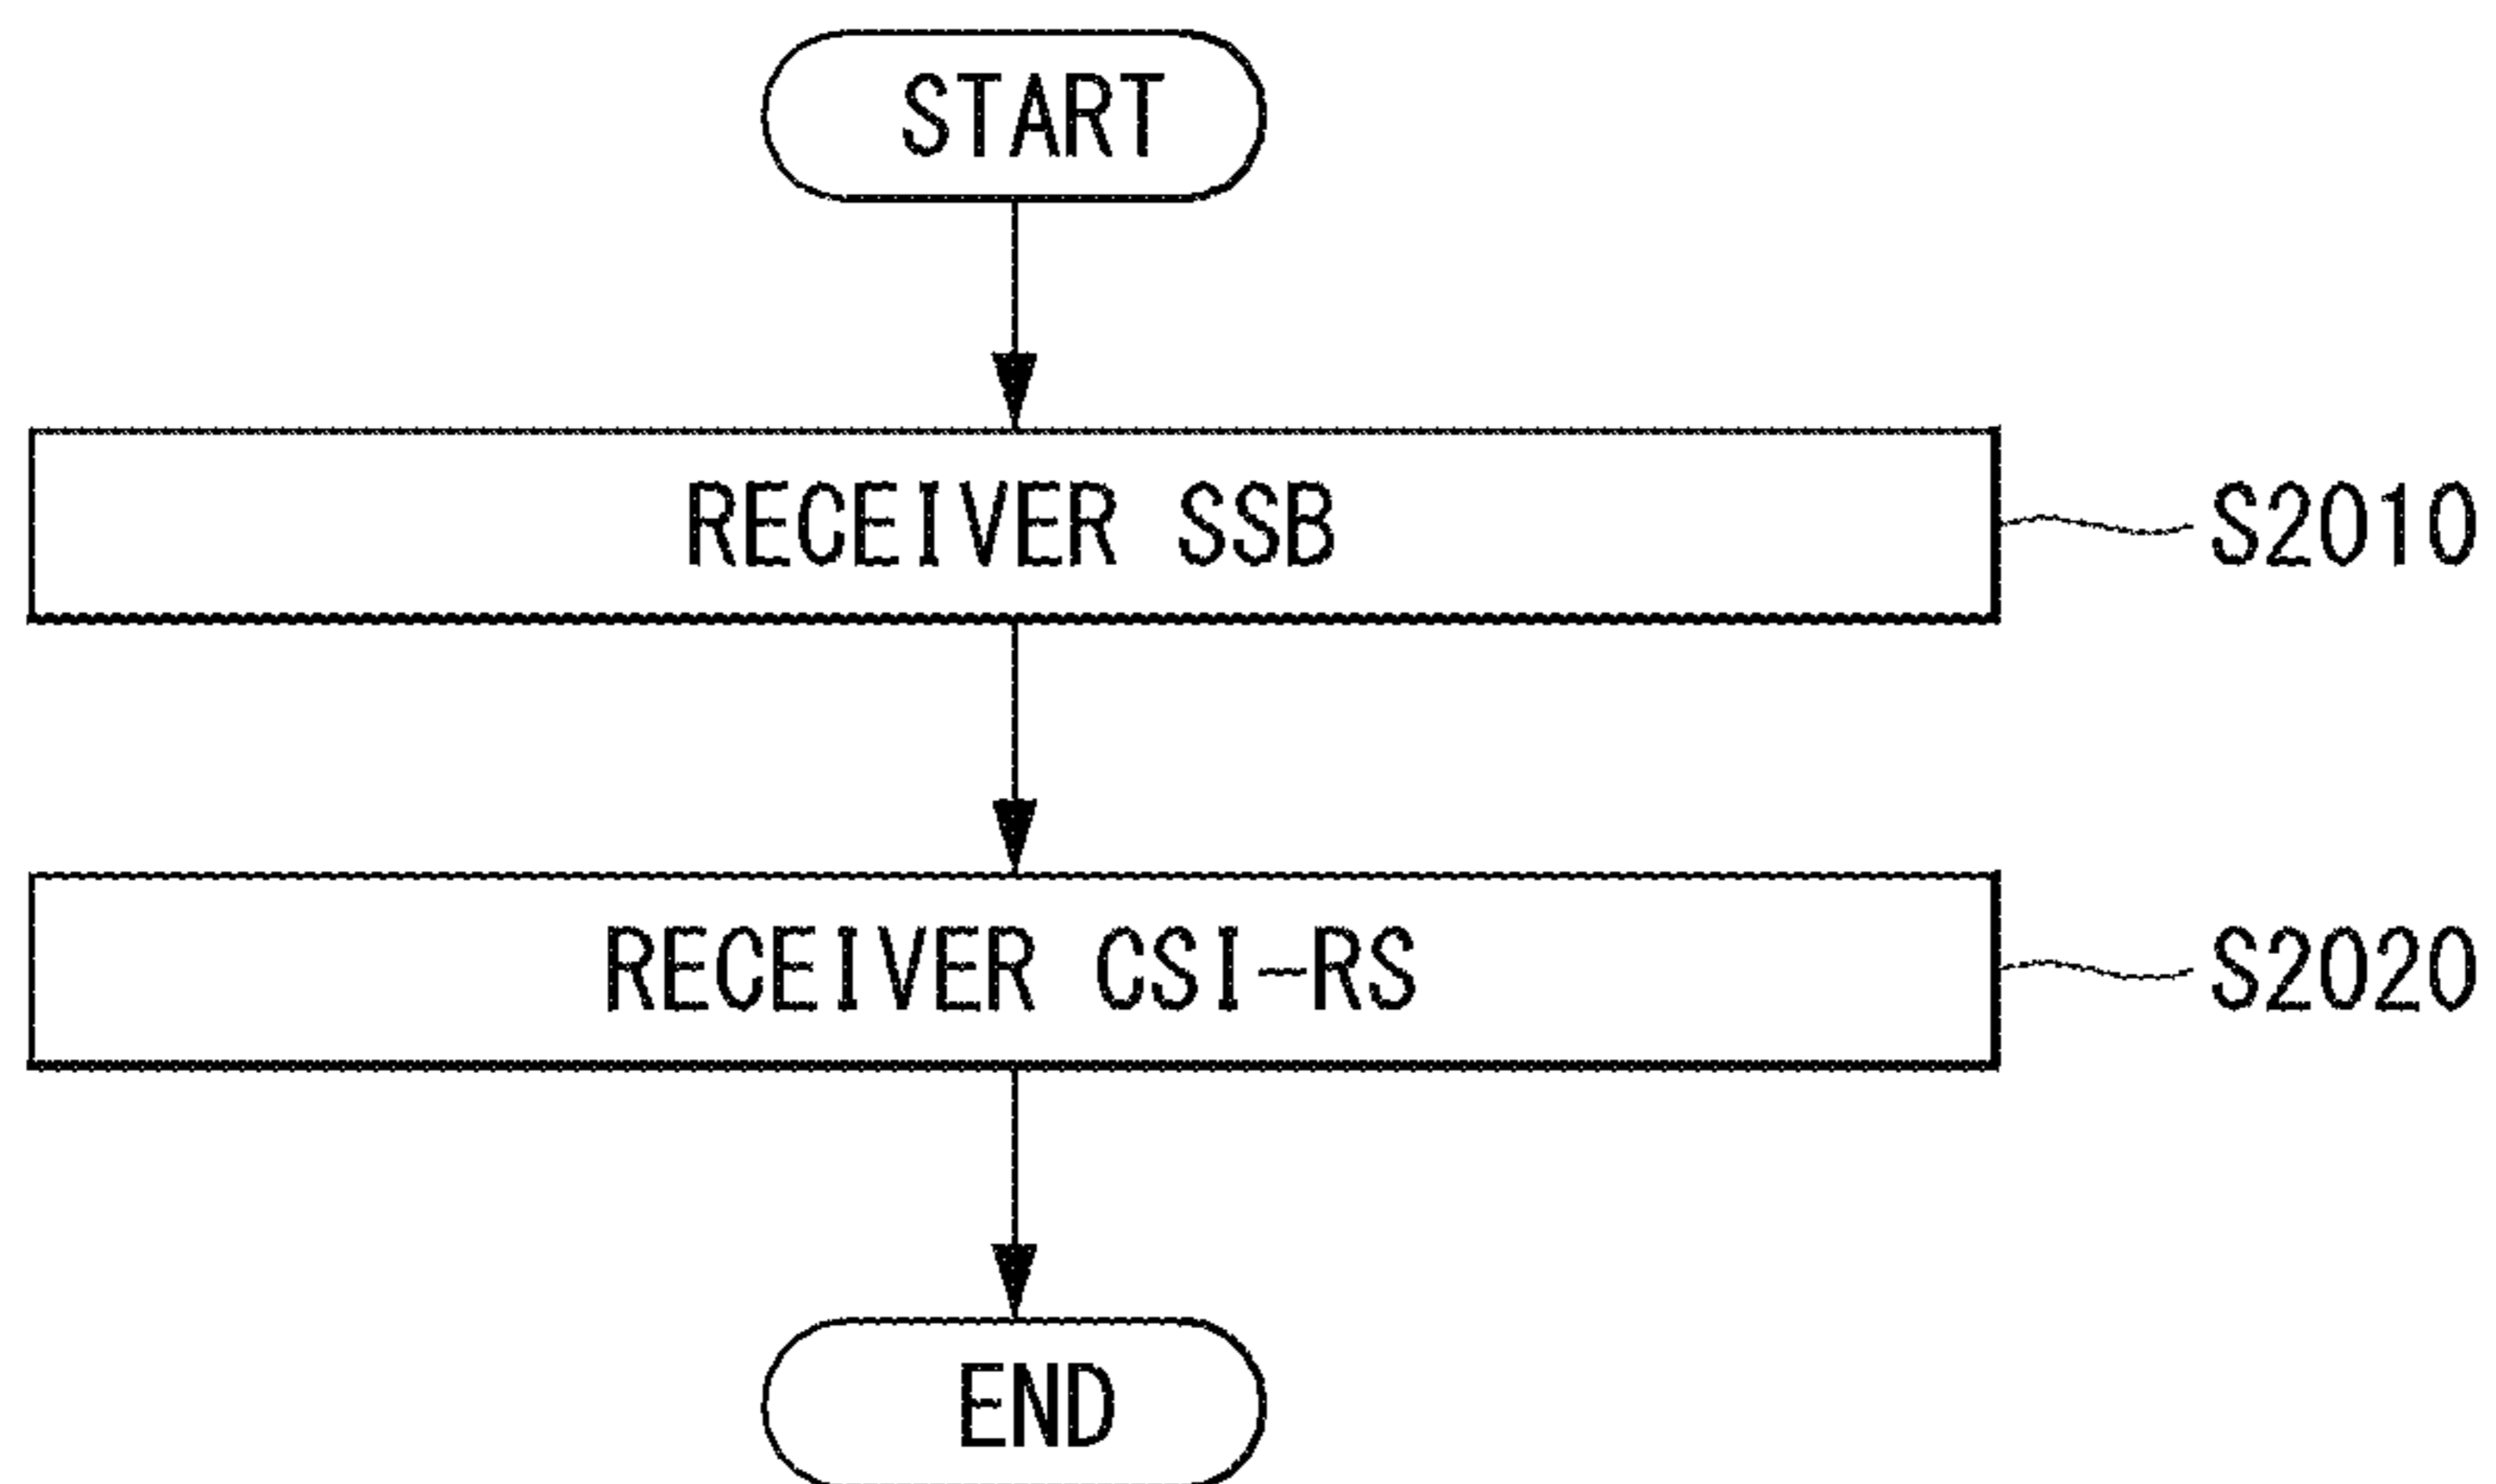 START
RECEIVER SSB
S2010
RECEIVER CSI-RS
S2020
END